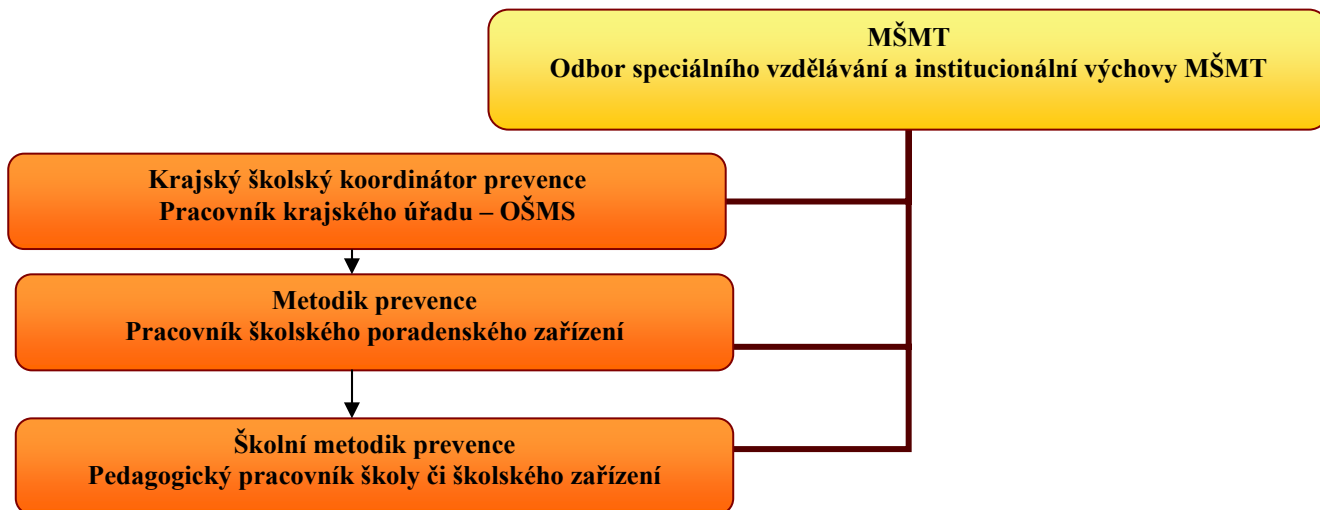 MŠMT
Odbor speciálního vzdělávání a institucionální výchovy MŠMT
Krajský školský koordinátor prevence
Pracovník krajského úřadu – OŠMS
Metodik prevence
Pracovník školského poradenského zařízení
Školní metodik prevence
Pedagogický pracovník školy či školského zařízení